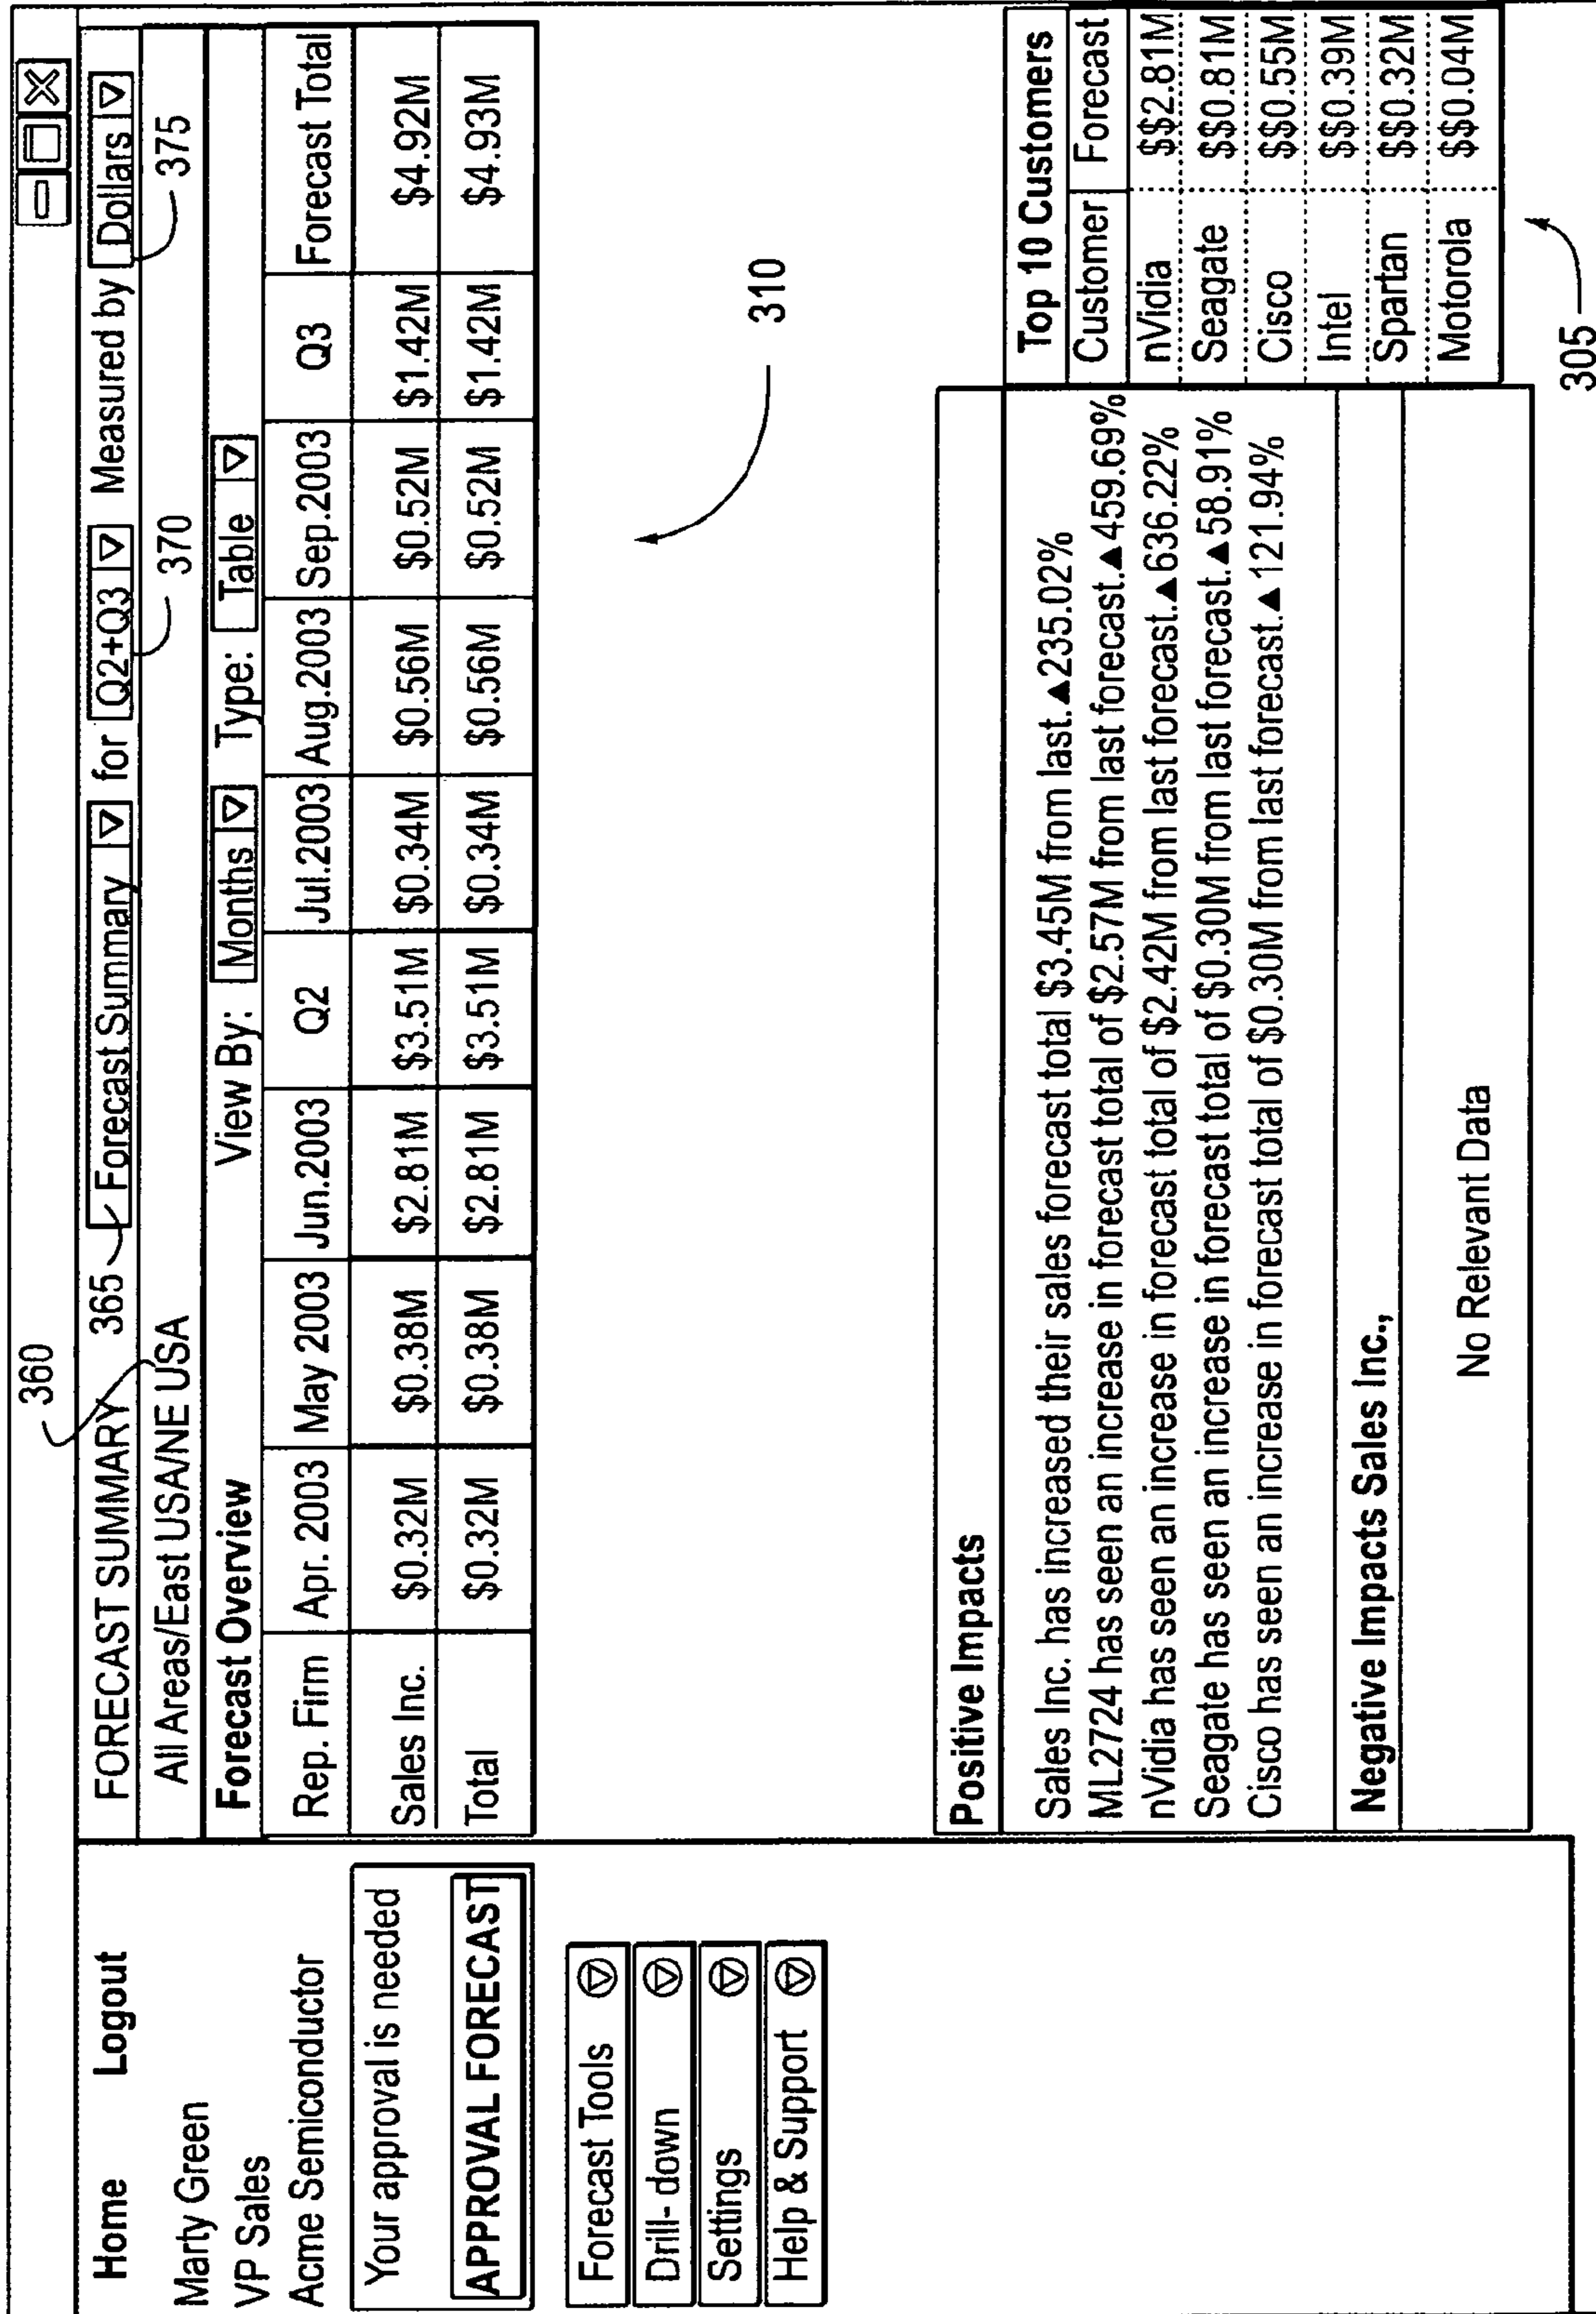 360
Home Logout
Marty Green
VP Sales
Acme Semiconductor
Your approval is needed
APPROVAL FORECAST
Forecast Tools
Drill- down
Settings
Help & Support
FORECAST SUMMARY 365 Forecast Summary for Q2+Q3 Measured by Dollars
370
375
All Areas/East USA/NE USA
Forecast Overview View By: Months Type: Table
Rep. Firm Apr. 2003 May 2003 Jun.2003 Q2 Jul.2003 Aug.2003 Sep.2003 Q3 Forecast Total
Sales Inc. $0.32M $0.38M $2.81M $3.51M $0.34M $0.56M $0.52M $1.42M $4.92M
Total $0.32M $0.38M $2.81M $3.51M $0.34M $0.56M $0.52M $1.42M $4.93M
310
Positive Impacts
Sales Inc. has increased their sales forecast total $3.45M from last.▲235.02%
ML2724 has seen an increase in forecast total of $2.57M from last forecast.▲459.69%
nVidia has seen an increase in forecast total of $2.42M from last forecast.▲636.22%
Seagate has seen an increase in forecast total of $0.30M from last forecast.▲58.91%
Cisco has seen an increase in forecast total of $0.30M from last forecast.▲121.94%
Negative Impacts Sales Inc.,
No Relevant Data
Top 10 Customers
Customer Forecast
nVidia $$2.81M
Seagate $$0.81M
Cisco $$0.55M
Intel $$0.39M
Spartan $$0.32M
Motorola $$0.04M
305